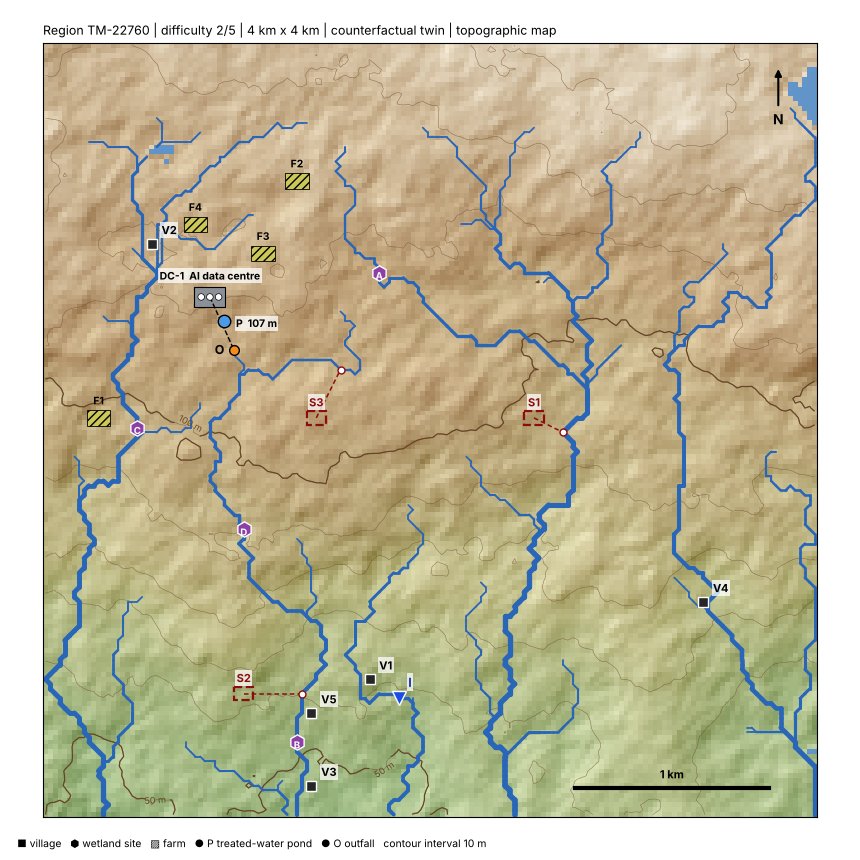 Region TM-22760 | difficulty 2/5 | 4 km x 4 km | counterfactual twin | topographic map
N
F2
F4
V2
F3
DC-1 AI data centre
A
P 107 m
O
F1
S3
S1
100 m
C
D
V4
V1
S2
I
V5
B
50 m
V3
1 km
50 m
village wetland site farm P treated-water pond O outfall contour interval 10 m